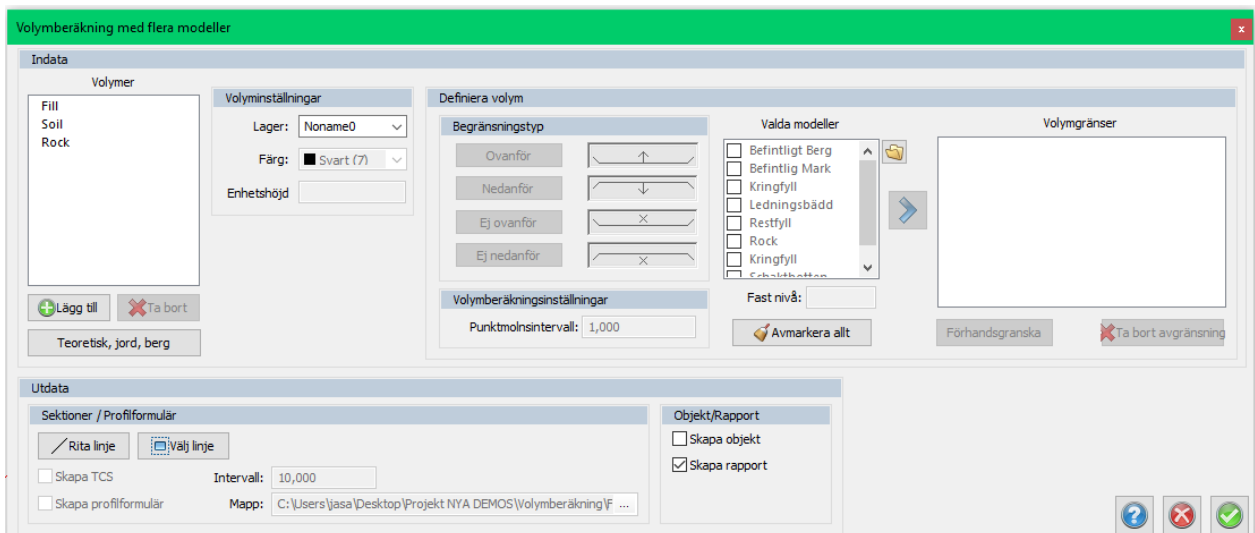 Volymberäkning med flera modeller
x
Indata
Volymer
Fill
Soil
Rock
Lägg till
Ta bort
Teoretisk, jord, berg
Volyminställningar
Lager: Noname0
Färg: Svart (7)
Enhetshöjd
Definiera volym
Begränsningstyp
Ovanför
Nedanför
Ej ovanför
Ej nedanför
Volymberäkningsinställningar
Punktmolnsintervall: 1,000
Valda modeller
Befintligt Berg
Befintlig Mark
Kringfyll
Ledningsbädd
Restfyll
Rock
Kringfyll
Schaktbotten
Fast nivå:
Avmarkera allt
Volymgränser
Förhandsgranska
Ta bort avgränsning
Utdata
Sektioner / Profilformulär
Rita linje
Välj linje
Skapa TCS
Intervall: 10,000
Skapa profilformulär
Mapp: C:\Users\jasa\Desktop\Projekt NYA DEMOS\Volymberäkning\F ...
Objekt/Rapport
Skapa objekt
Skapa rapport
?